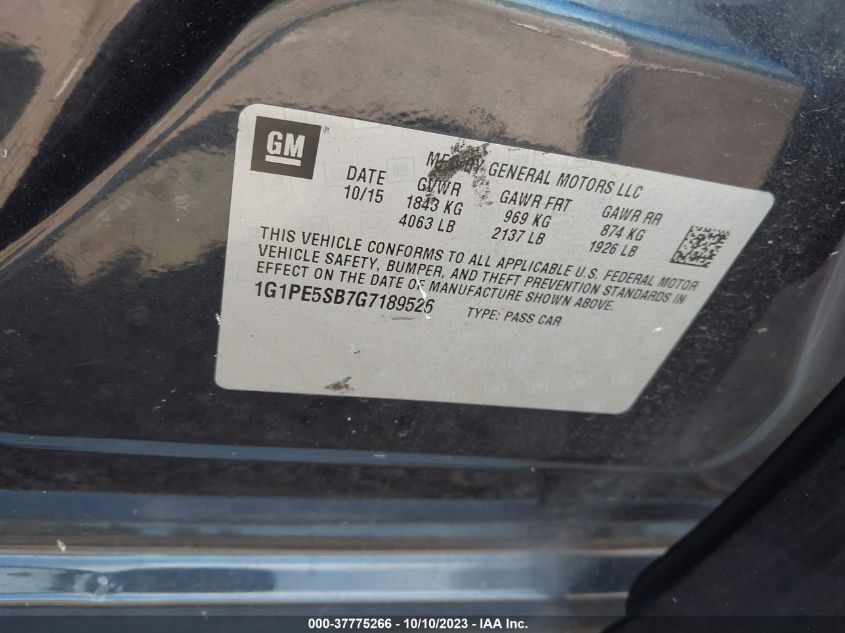 GM
MFD BY GENERAL MOTORS LLC
DATE GVWR GAWR FRT GAWR RR
10/15 1843 KG 969 KG 874 KG
4063 LB 2137 LB 1926 LB
THIS VEHICLE CONFORMS TO ALL APPLICABLE U.S. FEDERAL MOTOR
VEHICLE SAFETY, BUMPER, AND THEFT PREVENTION STANDARDS IN
EFFECT ON THE DATE OF MANUFACTURE SHOWN ABOVE.
1G1PE5SB7G7189526 TYPE: PASS CAR
000-37775266 - 10/10/2023 - IAA Inc.